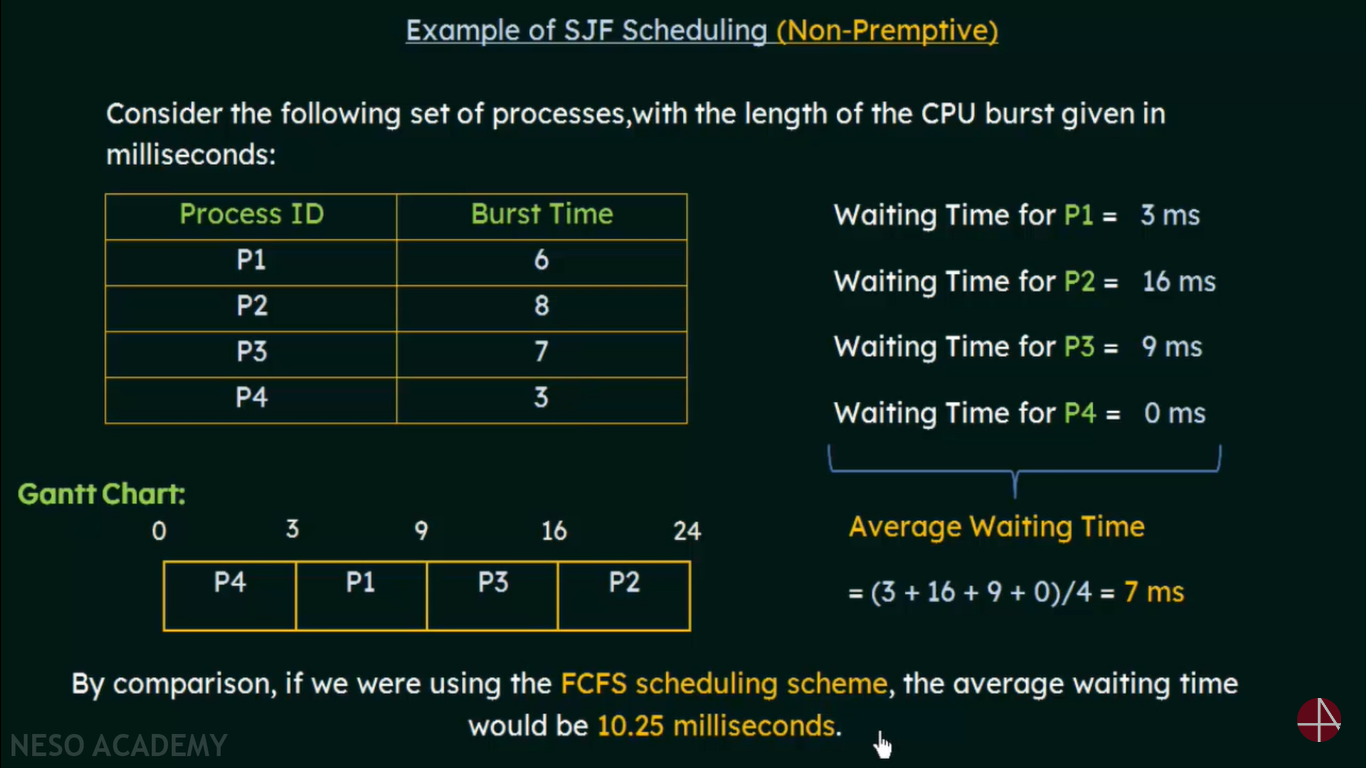 Example of SJF Scheduling (Non-Premptive)
Consider the following set of processes,with the length of the CPU burst given in
milliseconds:
Process ID Burst Time
P1 6
P2 8
P3 7
P4 3
Waiting Time for P1 = 3 ms
Waiting Time for P2 = 16 ms
Waiting Time for P3 = 9 ms
Waiting Time for P4 = 0 ms
Average Waiting Time
= (3 + 16 + 9 + 0)/4 = 7 ms
Gantt Chart:
0 3 9 16 24
P4 P1 P3 P2
By comparison, if we were using the FCFS scheduling scheme, the average waiting time
would be 10.25 milliseconds.
NESO ACADEMY